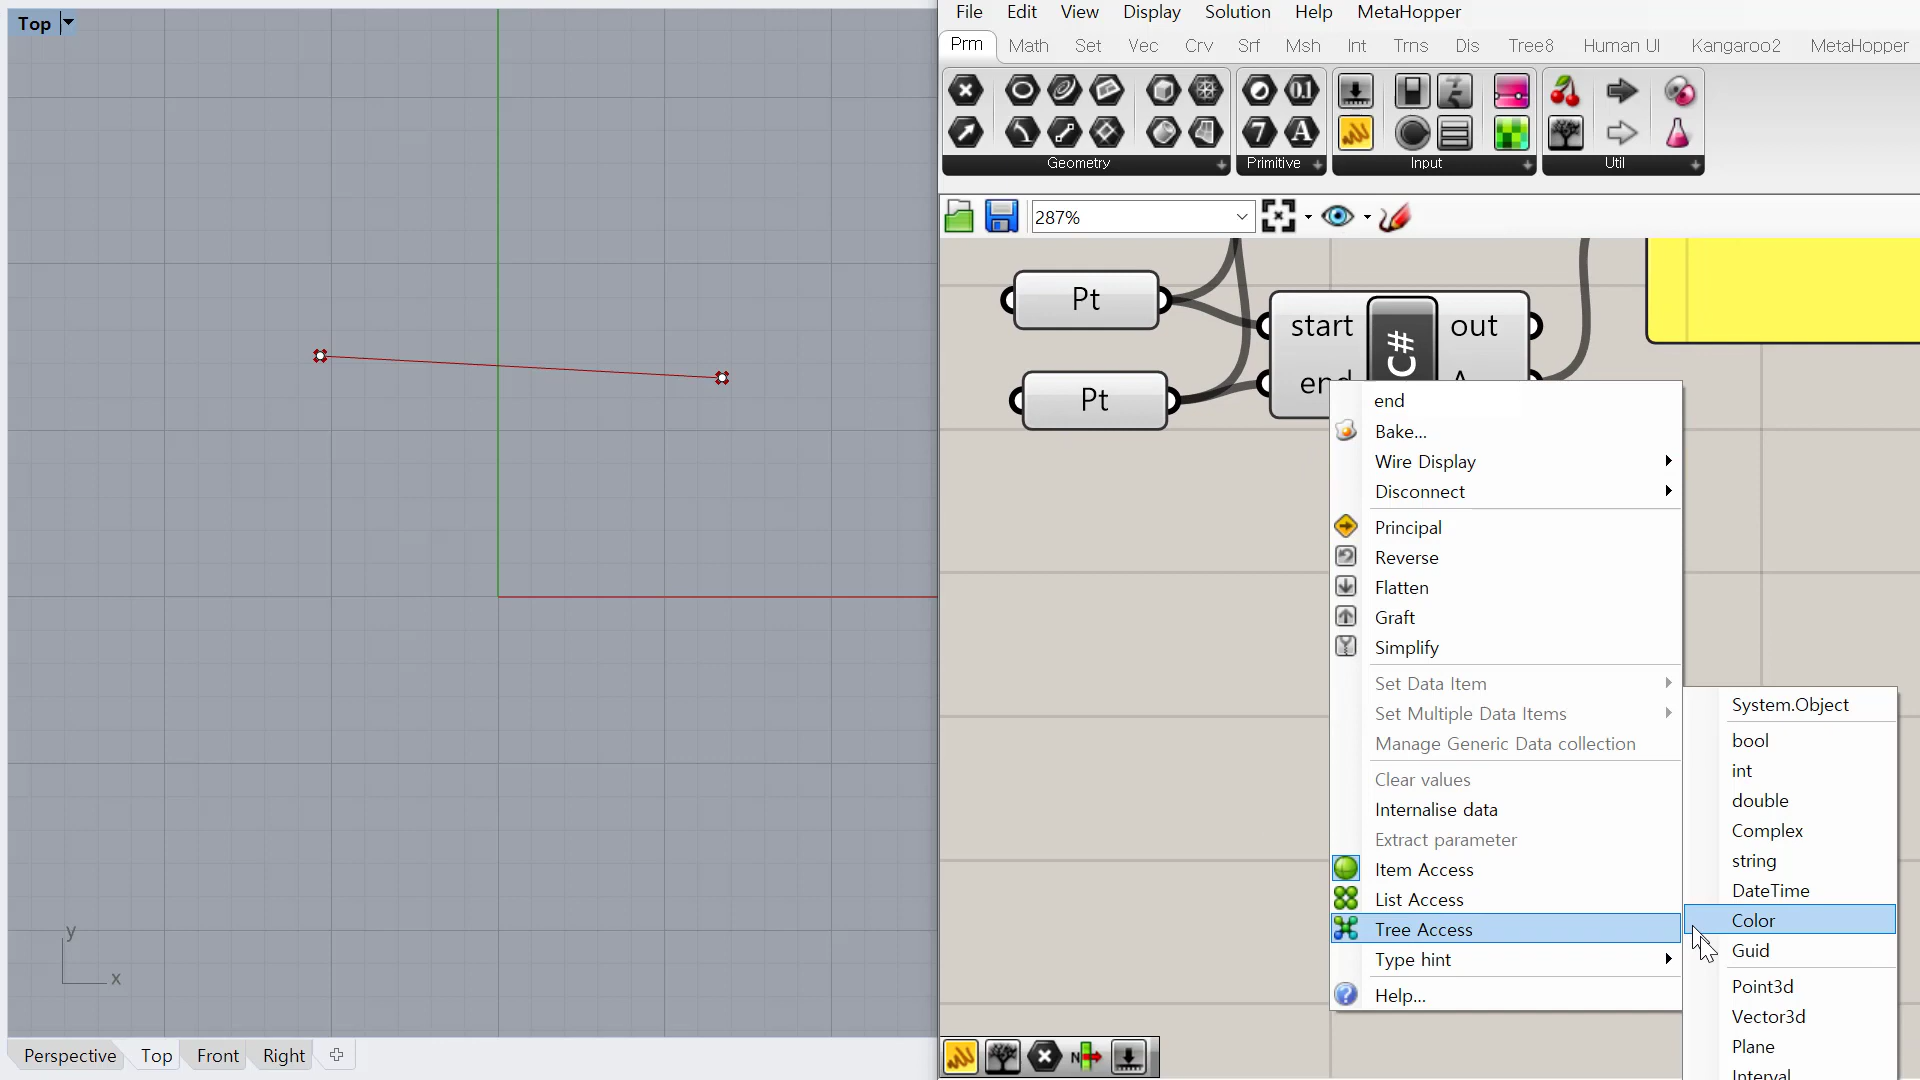 Top
File Edit View Display Solution Help MetaHopper
Prm Math Set Vec Crv Srf Msh Int Trns Dis Tree8 Human UI Kangaroo2 MetaHopper
0.1
7 A
Geometry Primitive Input Util
287%
Pt
Pt
start C# out
end A
end
Bake...
Wire Display
Disconnect
Principal
Reverse
Flatten
Graft
Simplify
Set Data Item
Set Multiple Data Items
Manage Generic Data collection
Clear values
Internalise data
Extract parameter
Item Access
List Access
Tree Access
Type hint
Help...
System.Object
bool
int
double
Complex
string
DateTime
Color
Guid
Point3d
Vector3d
Plane
Interval
y
x
Perspective Top Front Right
N